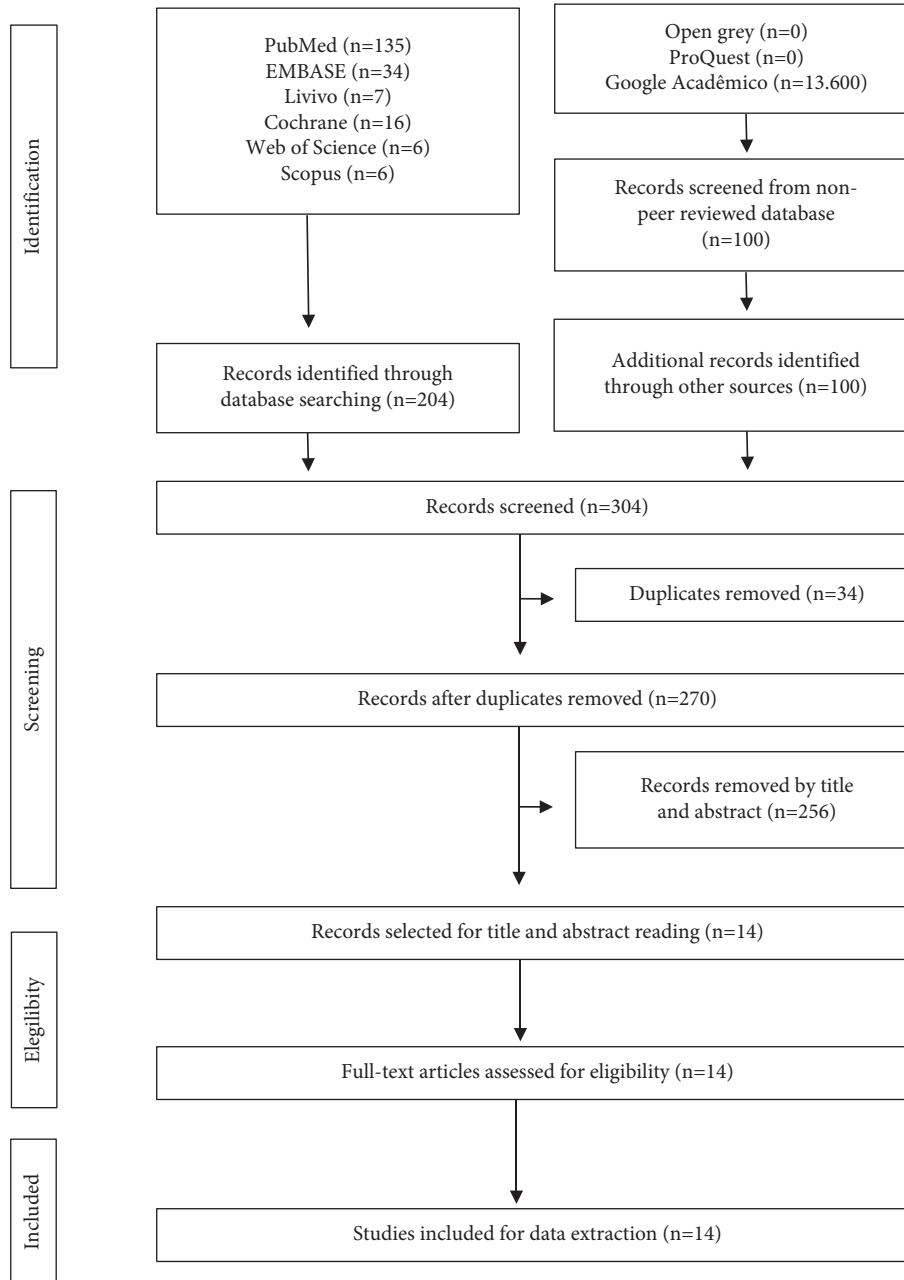 Identification
PubMed (n=135)
EMBASE (n=34)
Livivo (n=7)
Cochrane (n=16)
Web of Science (n=6)
Scopus (n=6)
Open grey (n=0)
ProQuest (n=0)
Google Acadêmico (n=13.600)
Records screened from non-
peer reviewed database
(n=100)
Records identified through
database searching (n=204)
Additional records identified
through other sources (n=100)
Screening
Records screened (n=304)
Duplicates removed (n=34)
Records after duplicates removed (n=270)
Records removed by title
and abstract (n=256)
Elegilibity
Records selected for title and abstract reading (n=14)
Full-text articles assessed for eligibility (n=14)
Included
Studies included for data extraction (n=14)